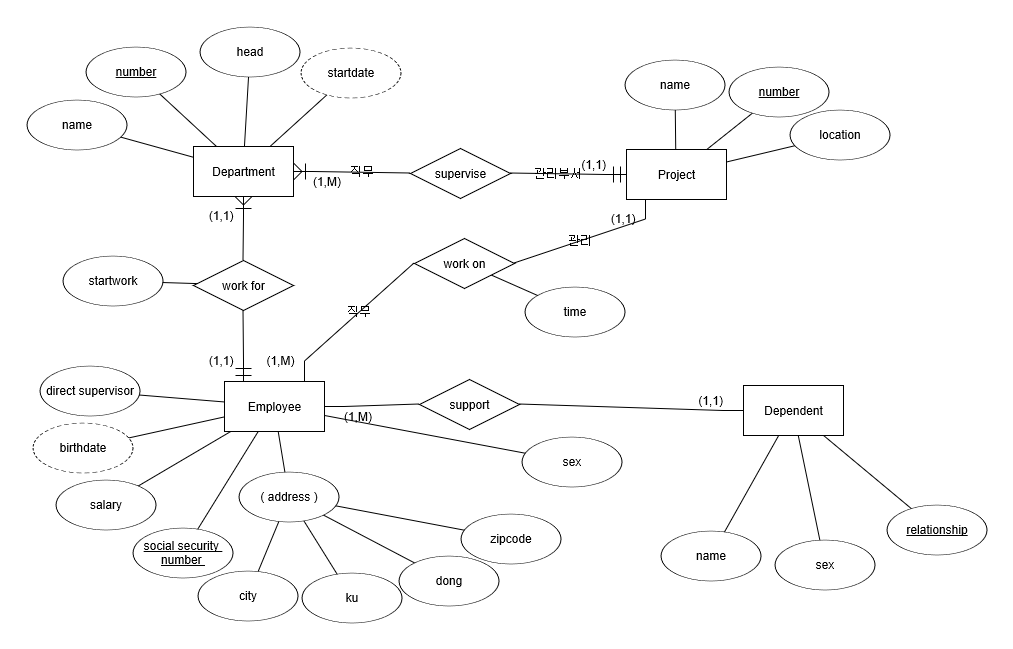 head
number
startdate
name
name
number
location
Department
(1,M)
직무
supervise
관리부서
(1,1)
Project
(1,1)
(1,1)
관리
work on
startwork
work for
직무
time
(1,1)
(1,M)
direct supervisor
Employee
support
(1,1)
Dependent
(1,M)
birthdate
sex
salary
( address )
social security
number
zipcode
relationship
name
sex
dong
city
ku